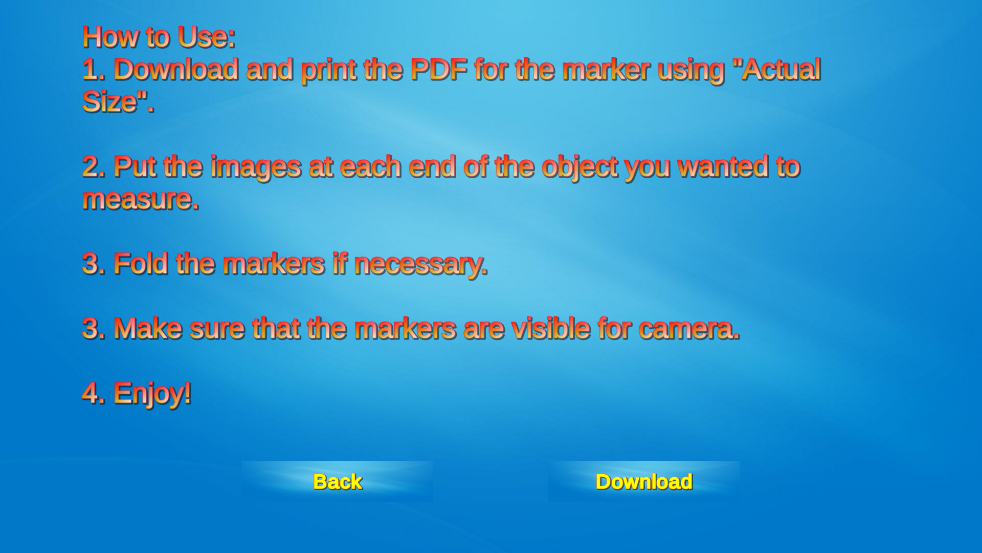 How to Use:
1. Download and print the PDF for the marker using "Actual
Size".
2. Put the images at each end of the object you wanted to
measure.
3. Fold the markers if necessary.
3. Make sure that the markers are visible for camera.
4. Enjoy!
Back
Download